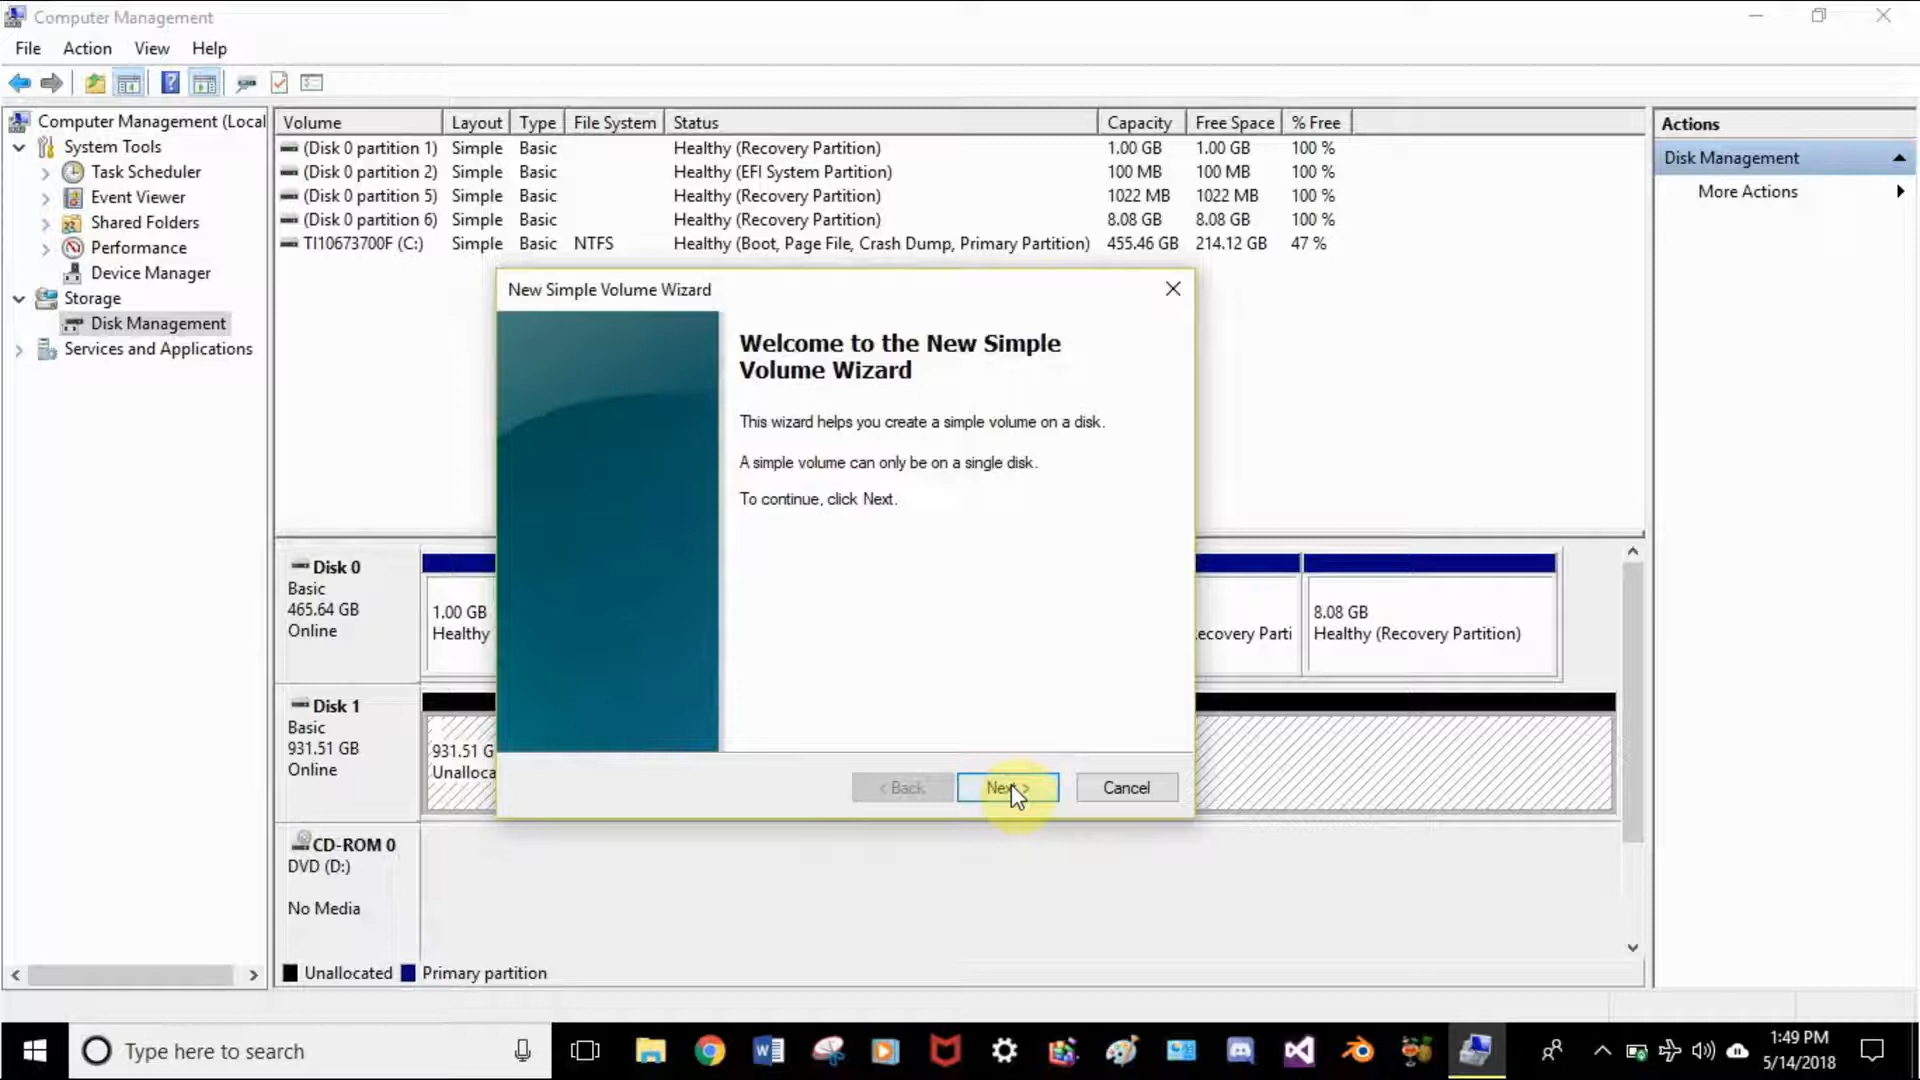 Computer Management
File Action View Help
Computer Management (Local
System Tools
Task Scheduler
Event Viewer
Shared Folders
Performance
Device Manager
Storage
Disk Management
Services and Applications
Volume Layout Type File System Status Capacity Free Space % Free
(Disk 0 partition 1) Simple Basic Healthy (Recovery Partition) 1.00 GB 1.00 GB 100 %
(Disk 0 partition 2) Simple Basic Healthy (EFI System Partition) 100 MB 100 MB 100 %
(Disk 0 partition 5) Simple Basic Healthy (Recovery Partition) 1022 MB 1022 MB 100 %
(Disk 0 partition 6) Simple Basic Healthy (Recovery Partition) 8.08 GB 8.08 GB 100 %
TI10673700F (C:) Simple Basic NTFS Healthy (Boot, Page File, Crash Dump, Primary Partition) 455.46 GB 214.12 GB 47 %
Actions
Disk Management
More Actions
New Simple Volume Wizard
Welcome to the New Simple
Volume Wizard
This wizard helps you create a simple volume on a disk.
A simple volume can only be on a single disk.
To continue, click Next.
< Back Next > Cancel
Disk 0
Basic
465.64 GB
Online
1.00 GB
Healthy
ecovery Parti
8.08 GB
Healthy (Recovery Partition)
Disk 1
Basic
931.51 GB
Online
931.51 G
Unalloca
CD-ROM 0
DVD (D:)
No Media
Unallocated Primary partition
Type here to search
1:49 PM
5/14/2018